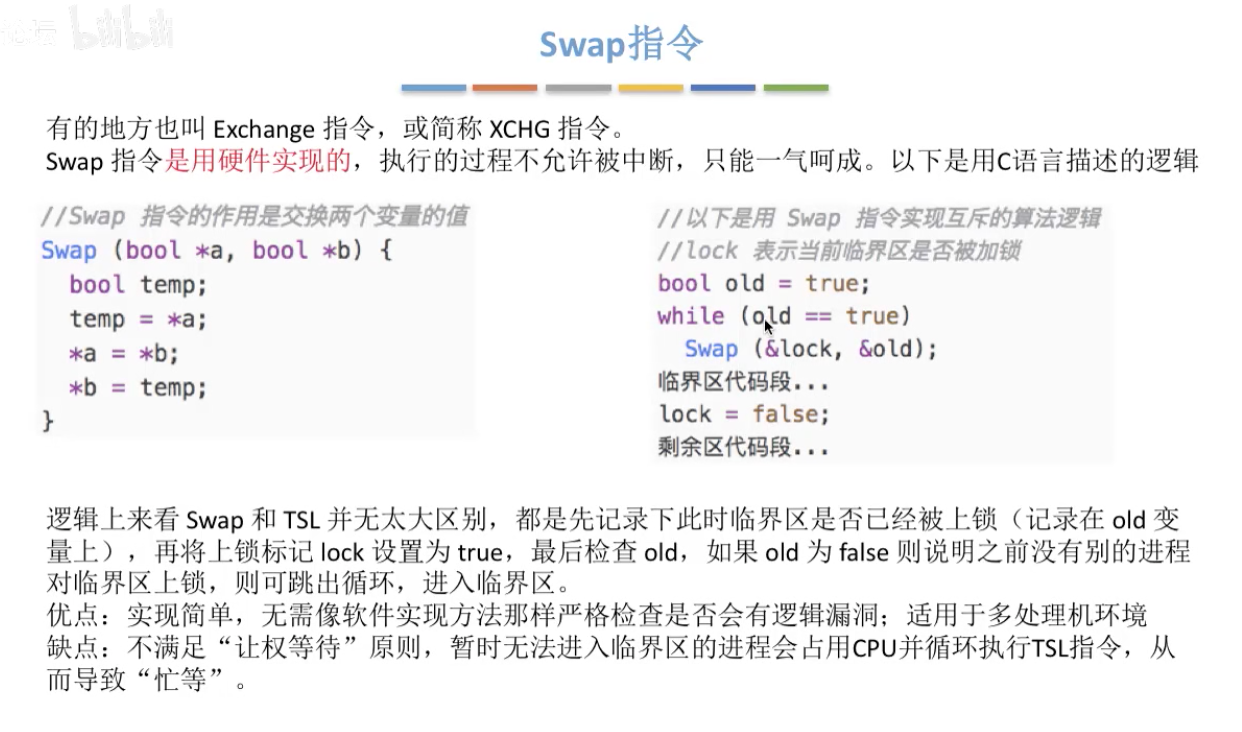 bilibili
Swap指令
有的地方也叫 Exchange 指令，或简称 XCHG 指令。
Swap 指令是用硬件实现的，执行的过程不允许被中断，只能一气呵成。以下是用C语言描述的逻辑
//Swap 指令的作用是交换两个变量的值
Swap (bool *a, bool *b) {
  bool temp;
  temp = *a;
  *a = *b;
  *b = temp;
}
//以下是用 Swap 指令实现互斥的算法逻辑
//lock 表示当前临界区是否被加锁
bool old = true;
while (old == true)
  Swap (&lock, &old);
临界区代码段...
lock = false;
剩余区代码段...
逻辑上来看 Swap 和 TSL 并无太大区别，都是先记录下此时临界区是否已经被上锁（记录在 old 变
量上），再将上锁标记 lock 设置为 true，最后检查 old，如果 old 为 false 则说明之前没有别的进程
对临界区上锁，则可跳出循环，进入临界区。
优点：实现简单，无需像软件实现方法那样严格检查是否会有逻辑漏洞；适用于多处理机环境
缺点：不满足“让权等待”原则，暂时无法进入临界区的进程会占用CPU并循环执行TSL指令，从
而导致“忙等”。